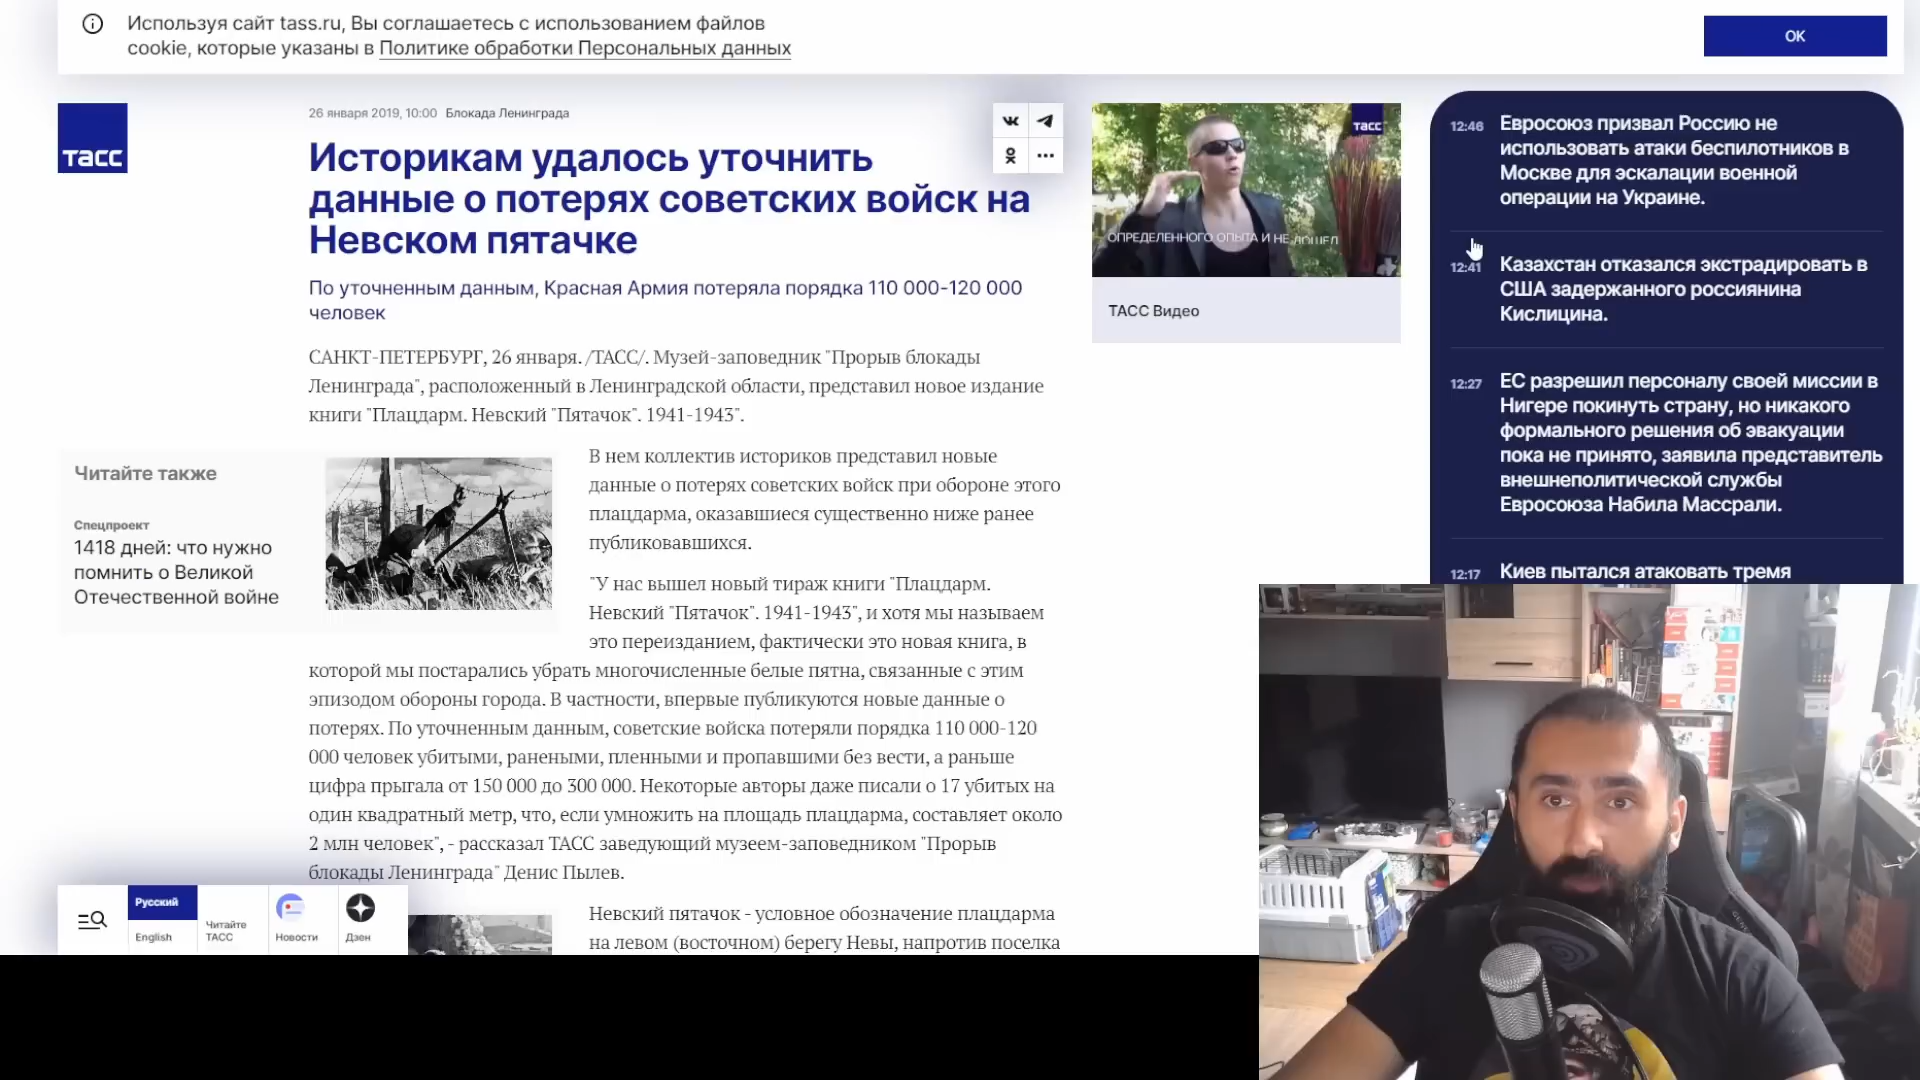 Используя сайт tass.ru, Вы соглашаетесь с использованием файлов
cookie, которые указаны в Политике обработки Персональных данных
ОК
ТАСС
26 января 2019, 10:00 Блокада Ленинграда
Историкам удалось уточнить
данные о потерях советских войск на
Невском пятачке
По уточненным данным, Красная Армия потеряла порядка 110 000-120 000
человек
САНКТ-ПЕТЕРБУРГ, 26 января. /ТАСС/. Музей-заповедник "Прорыв блокады
Ленинграда", расположенный в Ленинградской области, представил новое издание
книги "Плацдарм. Невский "Пятачок". 1941-1943".
Читайте также
Спецпроект
1418 дней: что нужно
помнить о Великой
Отечественной войне
В нем коллектив историков представил новые
данные о потерях советских войск при обороне этого
плацдарма, оказавшиеся существенно ниже ранее
публиковавшихся.
"У нас вышел новый тираж книги "Плацдарм.
Невский "Пятачок". 1941-1943", и хотя мы называем
это переизданием, фактически это новая книга, в
которой мы постарались убрать многочисленные белые пятна, связанные с этим
эпизодом обороны города. В частности, впервые публикуются новые данные о
потерях. По уточненным данным, советские войска потеряли порядка 110 000-120
000 человек убитыми, ранеными, пленными и пропавшими без вести, а раньше
цифра прыгала от 150 000 до 300 000. Некоторые авторы даже писали о 17 убитых на
один квадратный метр, что, если умножить на площадь плацдарма, составляет около
2 млн человек", - рассказал ТАСС заведующий музеем-заповедником "Прорыв
блокады Ленинграда" Денис Пылев.
Невский пятачок - условное обозначение плацдарма
на левом (восточном) берегу Невы, напротив поселка
Русский
English
Читайте
ТАСС
Новости
Дзен
ТАСС
ОПРЕДЕЛЕННОГО ОПЫТА И НЕ ДОШЕЛ
ТАСС Видео
12:46
Евросоюз призвал Россию не
использовать атаки беспилотников в
Москве для эскалации военной
операции на Украине.
12:41
Казахстан отказался экстрадировать в
США задержанного россиянина
Кислицина.
12:27
ЕС разрешил персоналу своей миссии в
Нигере покинуть страну, но никакого
формального решения об эвакуации
пока не принято, заявила представитель
внешнеполитической службы
Евросоюза Набила Массрали.
12:17
Киев пытался атаковать тремя